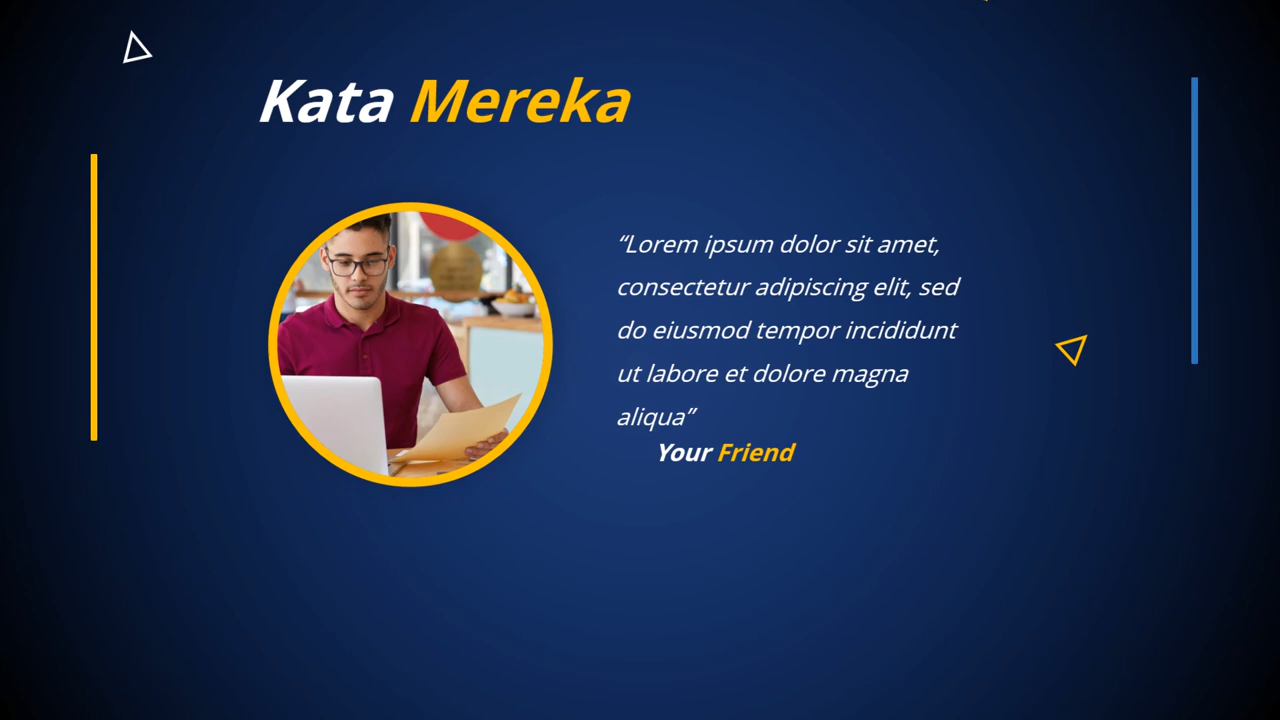 Kata Mereka
“Lorem ipsum dolor sit amet,
consectetur adipiscing elit, sed
do eiusmod tempor incididunt
ut labore et dolore magna
aliqua”
Your Friend